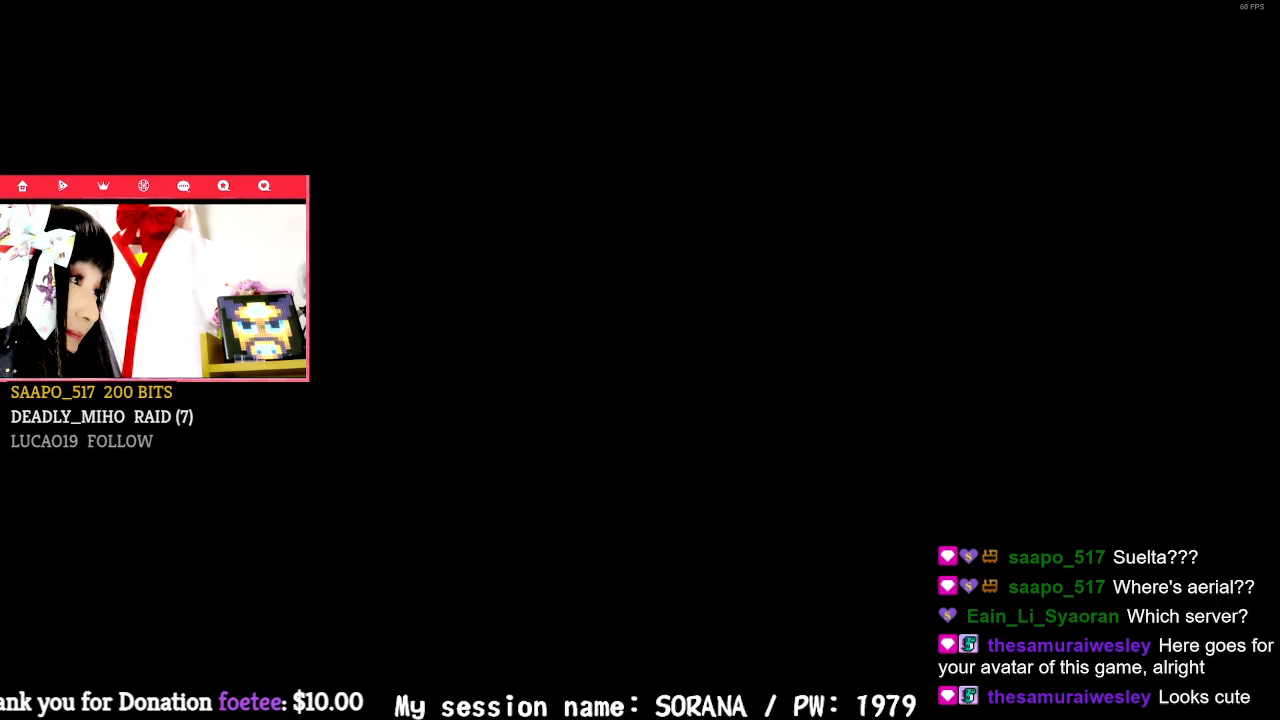 60 FPS
SAAPO_517 200 BITS
DEADLY_MIHO RAID (7)
LUCAO19 FOLLOW
saapo_517 Suelta???
saapo_517 Where's aerial??
Eain_Li_Syaoran Which server?
thesamuraiwesley Here goes for
your avatar of this game, alright
thesamuraiwesley Looks cute
ank you for Donation foetee: $10.00
My session name: SORANA / PW: 1979